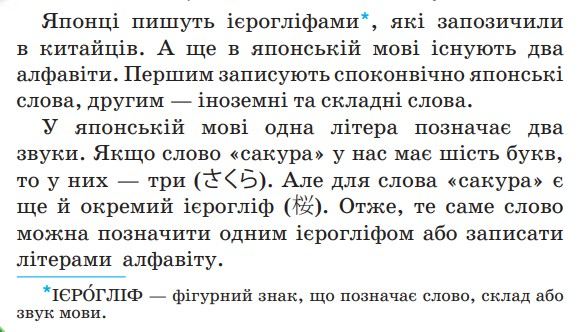 Японці пишуть ієрогліфами*, які запозичили
в китайців. А ще в японській мові існують два
алфавіти. Першим записують споконвічно японські
слова, другим — іноземні та складні слова.
У японській мові одна літера позначає два
звуки. Якщо слово «сакура» у нас має шість букв,
то у них — три (さくら). Але для слова «сакура» є
ще й окремий ієрогліф (桜). Отже, те саме слово
можна позначити одним ієрогліфом або записати
літерами алфавіту.
*ІЄРО́ГЛІФ — фігурний знак, що позначає слово, склад або
звук мови.